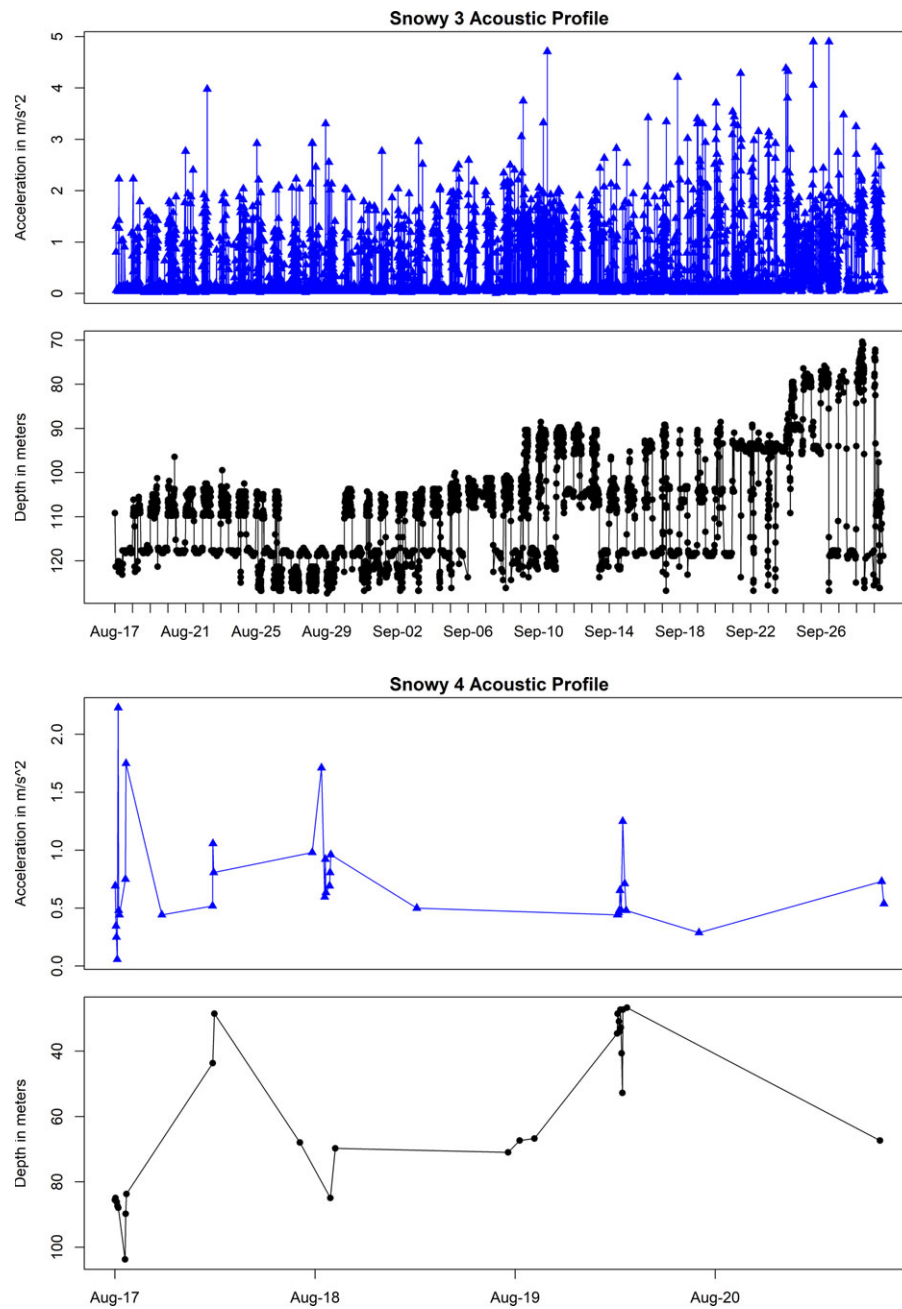 Snowy 3 Acoustic Profile
Acceleration in m/s^2
5
4
3
2
1
0
Depth in meters
70
80
90
100
110
120
Aug-17 Aug-21 Aug-25 Aug-29 Sep-02 Sep-06 Sep-10 Sep-14 Sep-18 Sep-22 Sep-26
Snowy 4 Acoustic Profile
Acceleration in m/s^2
2.0
1.5
1.0
0.5
0.0
Depth in meters
40
60
80
100
Aug-17 Aug-18 Aug-19 Aug-20